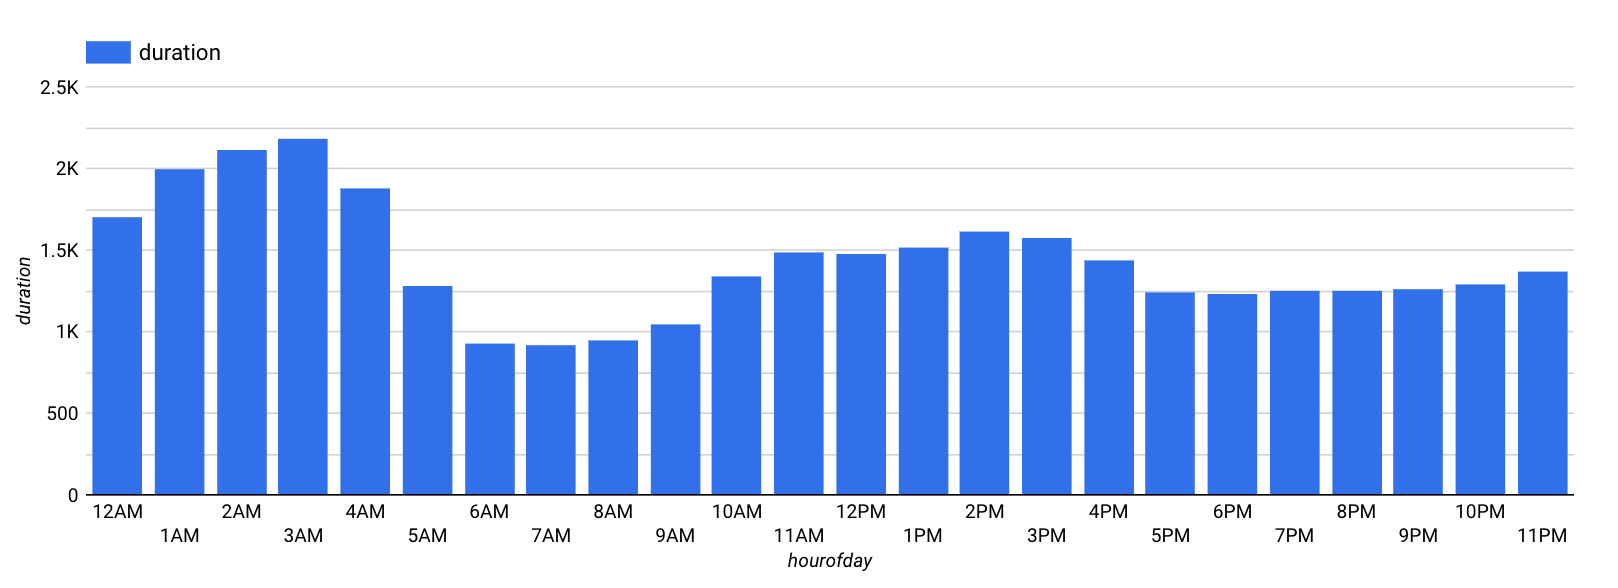 duration
2.5K
2K
1.5K
1K
500
0
duration
12AM 2AM 4AM 6AM 8AM 10AM 12PM 2PM 4PM 6PM 8PM 10PM
1AM 3AM 5AM 7AM 9AM 11AM 1PM 3PM 5PM 7PM 9PM 11PM
hourofday